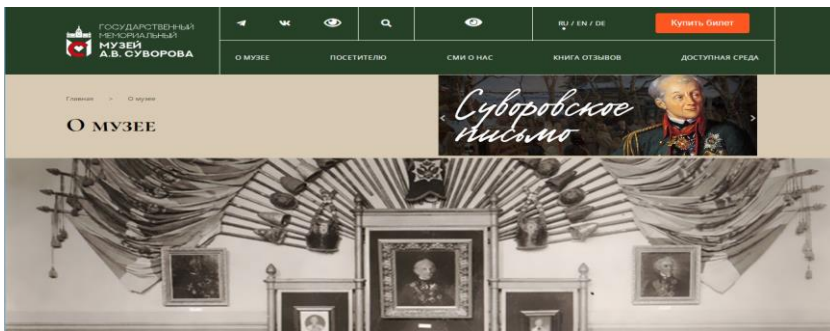 ГОСУДАРСТВЕННЫЙ
МЕМОРИАЛЬНЫЙ
МУЗЕЙ
А.В. СУВОРОВА
RU / EN / DE
Купить билет
О МУЗЕЕ
ПОСЕТИТЕЛЮ
СМИ О НАС
КНИГА ОТЗЫВОВ
ДОСТУПНАЯ СРЕДА
Главная > О музее
О МУЗЕЕ
Суворовское
письмо